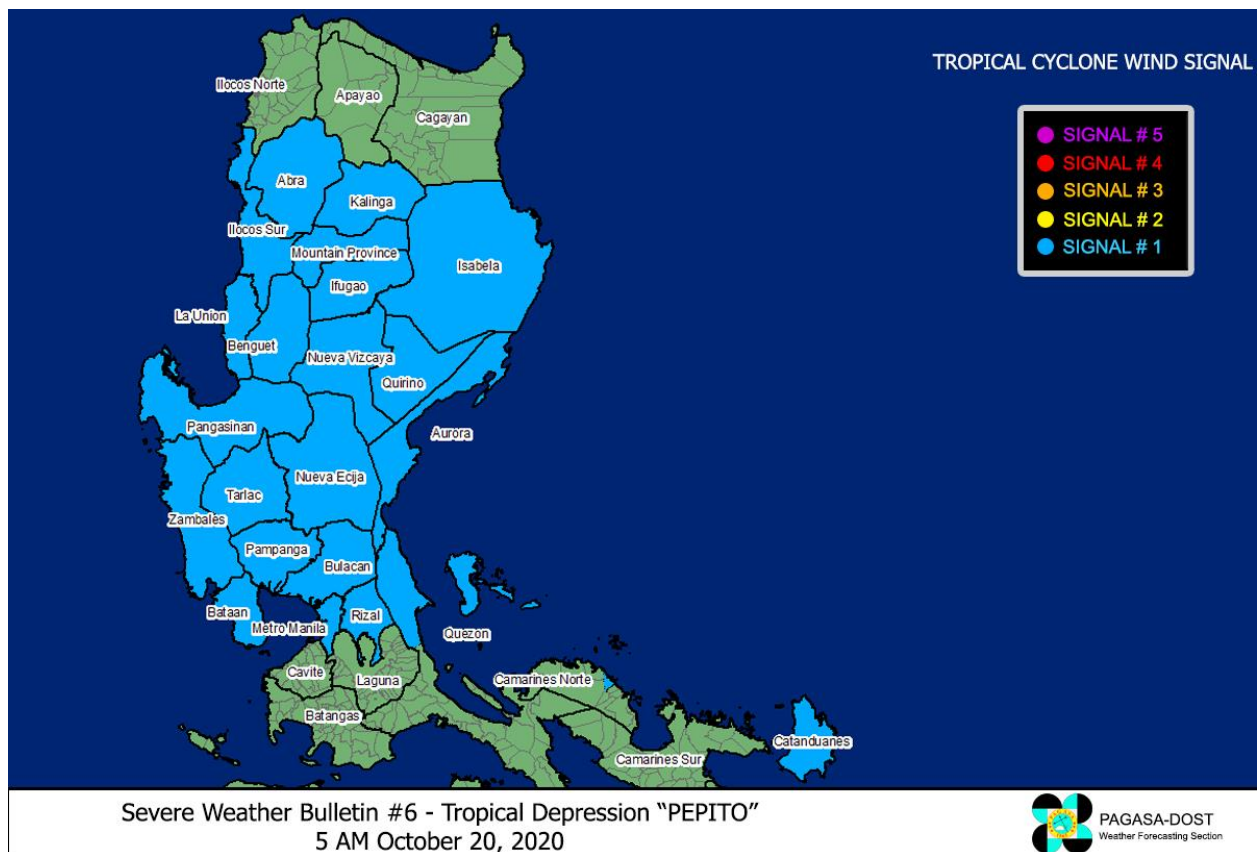 TROPICAL CYCLONE WIND SIGNAL
SIGNAL # 5
SIGNAL # 4
SIGNAL # 3
SIGNAL # 2
SIGNAL # 1
Ilocos Norte
Apayao
Cagayan
Abra
Kalinga
Ilocos Sur
Mountain Province
Isabela
Ifugao
La Union
Benguet
Nueva Vizcaya
Quirino
Pangasinan
Aurora
Nueva Ecija
Tarlac
Zambales
Pampanga
Bulacan
Bataan
Rizal
Metro Manila
Quezon
Cavite
Laguna
Camarines Norte
Batangas
Catanduanes
Camarines Sur
Severe Weather Bulletin #6 - Tropical Depression “PEPITO”
5 AM October 20, 2020
PAGASA-DOST
Weather Forecasting Section